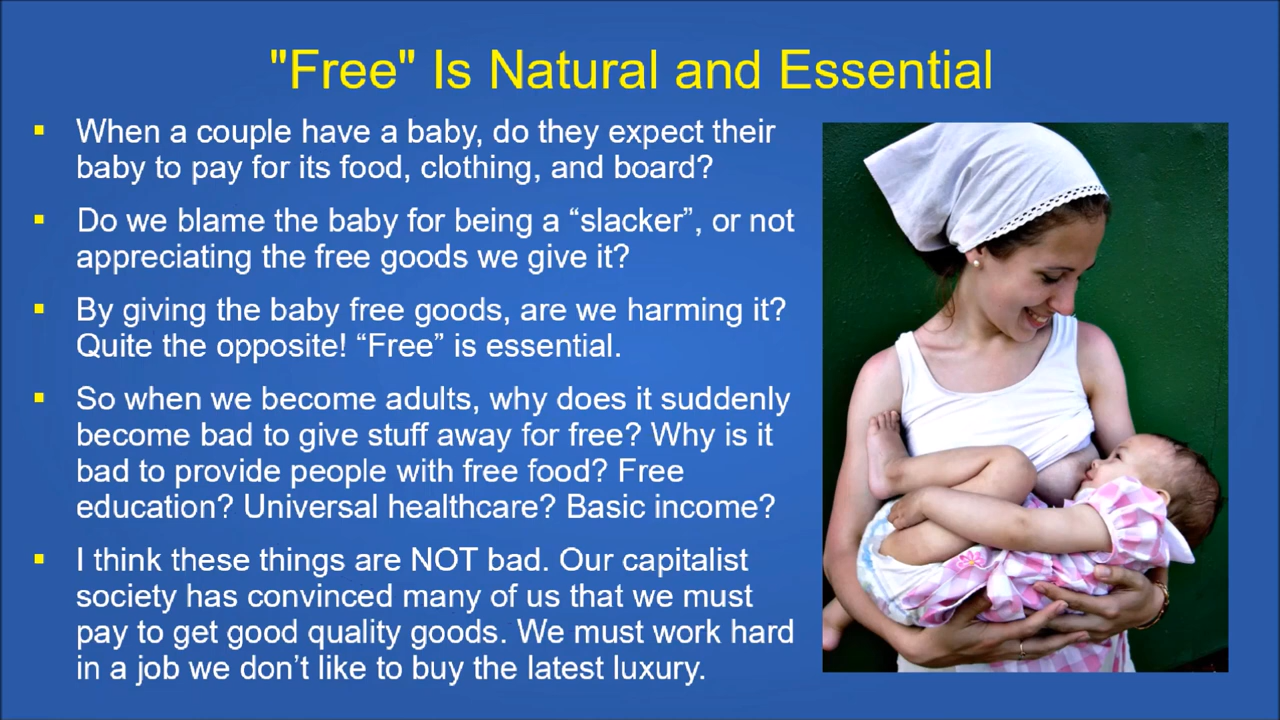 "Free" Is Natural and Essential
▪ When a couple have a baby, do they expect their
baby to pay for its food, clothing, and board?
▪ Do we blame the baby for being a “slacker”, or not
appreciating the free goods we give it?
▪ By giving the baby free goods, are we harming it?
Quite the opposite! “Free” is essential.
▪ So when we become adults, why does it suddenly
become bad to give stuff away for free? Why is it
bad to provide people with free food? Free
education? Universal healthcare? Basic income?
▪ I think these things are NOT bad. Our capitalist
society has convinced many of us that we must
pay to get good quality goods. We must work hard
in a job we don’t like to buy the latest luxury.